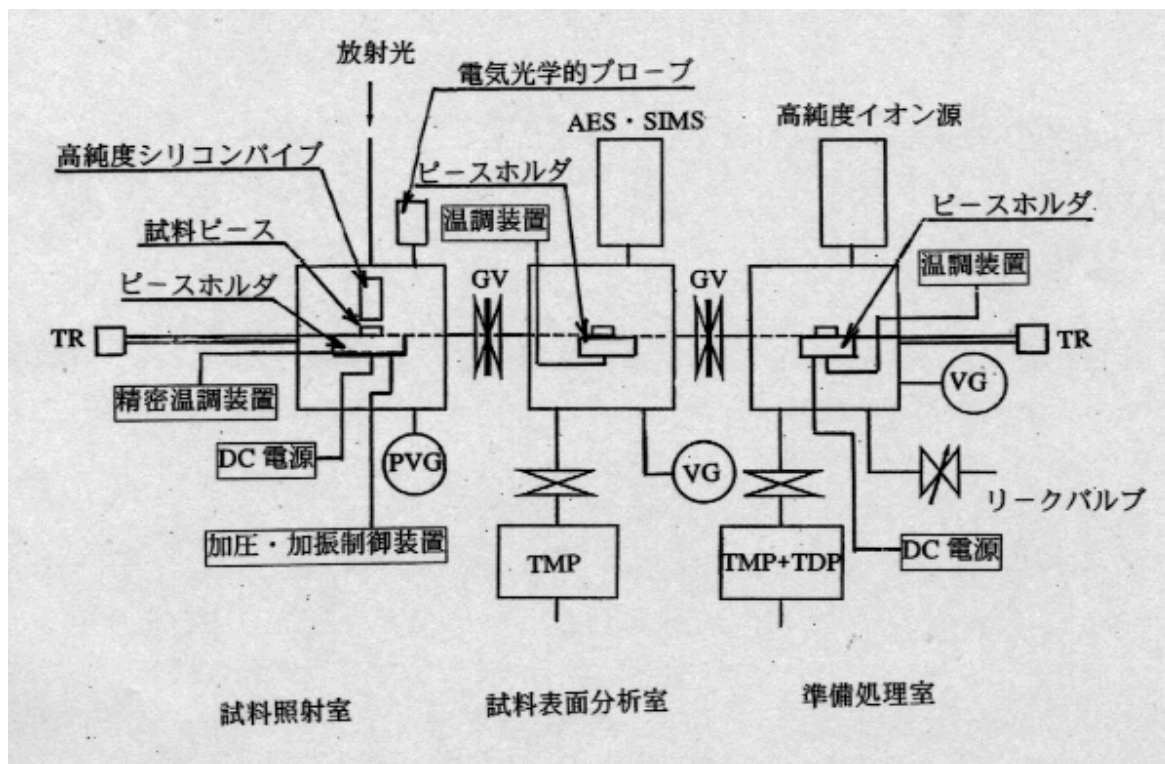 放射光
電気光学的プローブ
AES・SIMS
高純度イオン源
高純度シリコンパイプ
ピースホルダ
ピースホルダ
試料ピース
温調装置
温調装置
ピースホルダ
GV
GV
TR
TR
精密温調装置
VG
DC 電源
PVG
VG
リークバルブ
加圧・加振制御装置
TMP
TMP+TDP
DC 電源
試料照射室
試料表面分析室
準備処理室